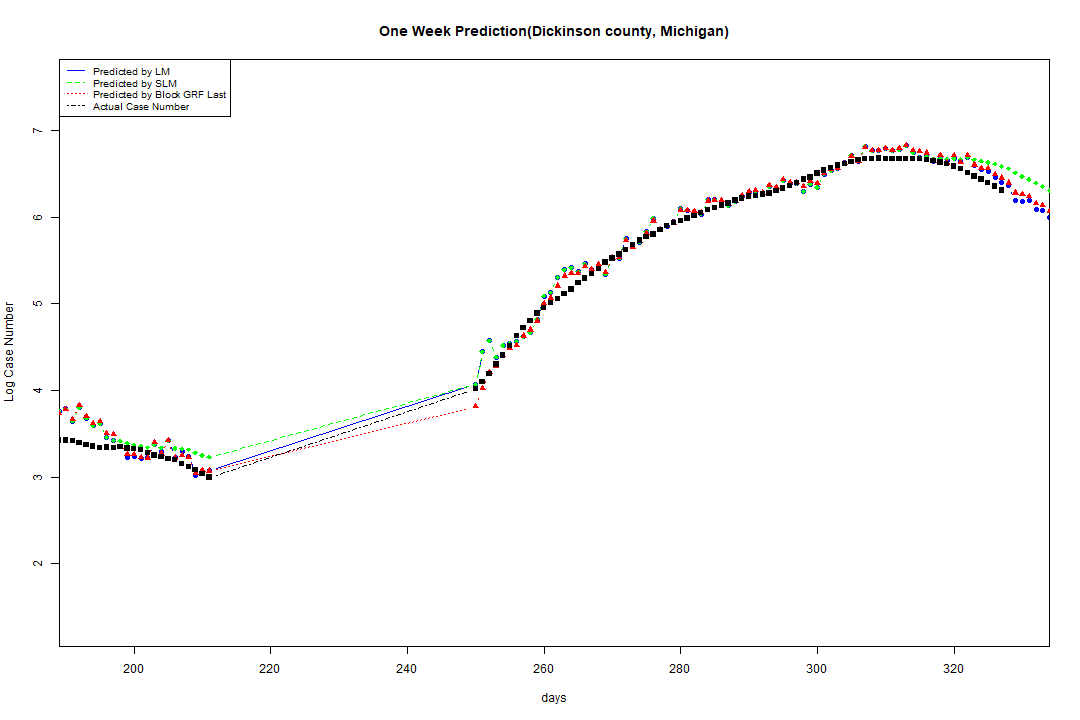 One Week Prediction(Dickinson county, Michigan)
Predicted by LM
Predicted by SLM
Predicted by Block GRF Last
Actual Case Number
7
6
5
4
3
2
Log Case Number
200 220 240 260 280 300 320
days